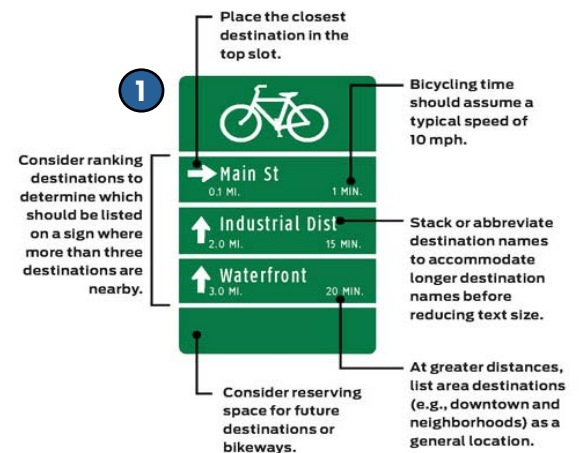 Place the closest
destination in the
top slot.
1
Bicycling time
should assume a
typical speed of
10 mph.
Consider ranking
destinations to
determine which
should be listed
on a sign where
more than three
destinations are
nearby.
Main St
0.1 MI. 1 MIN.
Industrial Dist
2.0 MI. 15 MIN.
Waterfront
3.0 MI. 20 MIN.
Stack or abbreviate
destination names
to accommodate
longer destination
names before
reducing text size.
Consider reserving
space for future
destinations or
bikeways.
At greater distances,
list area destinations
(e.g., downtown and
neighborhoods) as a
general location.